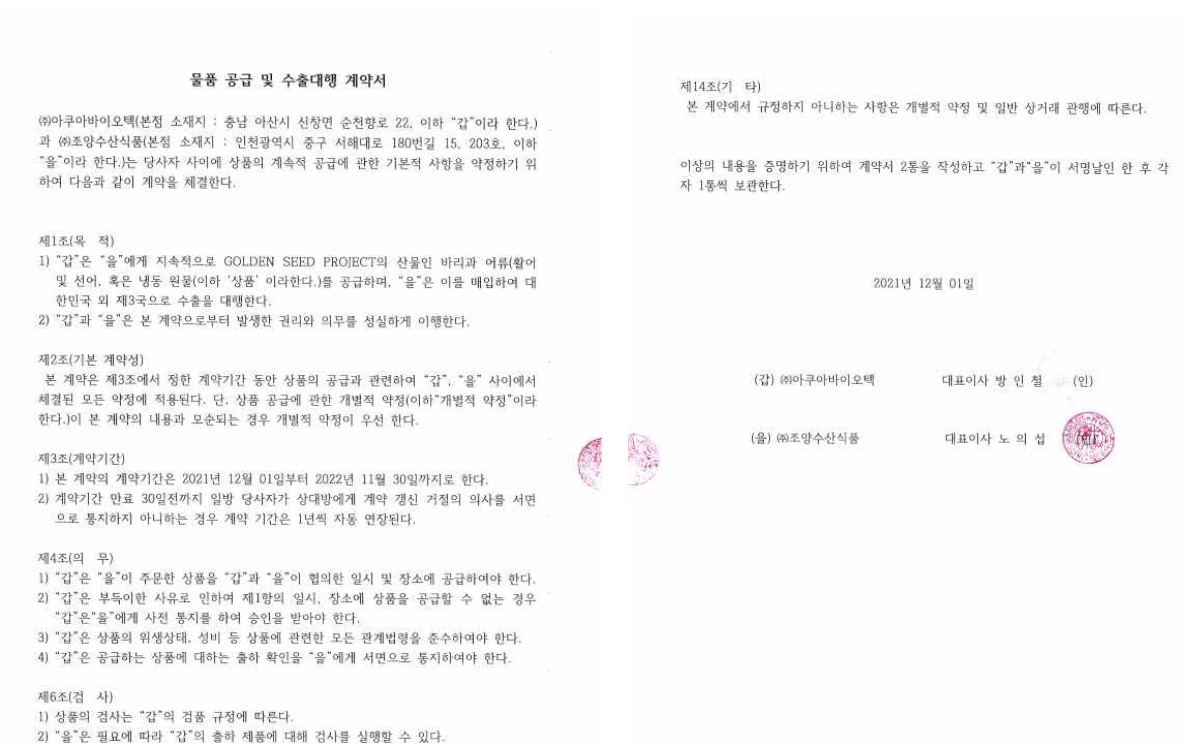 물품 공급 및 수출대행 계약서
㈜아쿠아바이오텍(본점 소재지 : 충남 아산시 신창면 순천향로 22, 이하 “갑”이라 한다.)
과 ㈜조양수산식품(본점 소재지 : 인천광역시 중구 서해대로 180번길 15, 203호, 이하
“을”이라 한다.)는 당사자 사이에 상품의 계속적 공급에 관한 기본적 사항을 약정하기 위
하여 다음과 같이 계약을 체결한다.
제1조(목 적)
1) “갑”은 “을”에게 지속적으로 GOLDEN SEED PROJECT의 산물인 바리과 어류(활어
및 선어, 혹은 냉동 원물(이하 ‘상품’ 이라한다.)를 공급하며, “을”은 이를 매입하여 대
한민국 외 제3국으로 수출을 대행한다.
2) “갑”과 “을”은 본 계약으로부터 발생한 권리와 의무를 성실하게 이행한다.
제2조(기본 계약성)
본 계약은 제3조에서 정한 계약기간 동안 상품의 공급과 관련하여 “갑”, “을” 사이에서
체결된 모든 약정에 적용된다. 단, 상품 공급에 관한 개별적 약정(이하“개별적 약정”이라
한다.)이 본 계약의 내용과 모순되는 경우 개별적 약정이 우선 한다.
제3조(계약기간)
1) 본 계약의 계약기간은 2021년 12월 01일부터 2022년 11월 30일까지로 한다.
2) 계약기간 만료 30일전까지 일방 당사자가 상대방에게 계약 갱신 거절의 의사를 서면
으로 통지하지 아니하는 경우 계약 기간은 1년씩 자동 연장된다.
제4조(의 무)
1) “갑”은 “을”이 주문한 상품을 “갑”과 “을”이 협의한 일시 및 장소에 공급하여야 한다.
2) “갑”은 부득이한 사유로 인하여 제1항의 일시, 장소에 상품을 공급할 수 없는 경우
“갑”은“을”에게 사전 통지를 하여 승인을 받아야 한다.
3) “갑”은 상품의 위생상태, 성비 등 상품에 관련한 모든 관계법령을 준수하여야 한다.
4) “갑”은 공급하는 상품에 대하는 출하 확인을 “을”에게 서면으로 통지하여야 한다.
제6조(검 사)
1) 상품의 검사는 “갑”의 검품 규정에 따른다.
2) “을”은 필요에 따라 “갑”의 출하 제품에 대해 검사를 실행할 수 있다.
제14조(기 타)
본 계약에서 규정하지 아니하는 사항은 개별적 약정 및 일반 상거래 관행에 따른다.
이상의 내용을 증명하기 위하여 계약서 2통을 작성하고 “갑”과“을”이 서명날인 한 후 각
자 1통씩 보관한다.
2021년 12월 01일
(갑) ㈜아쿠아바이오텍 대표이사 방 인 철 (인)
(을) ㈜조양수산식품 대표이사 노 의 섭 (인)